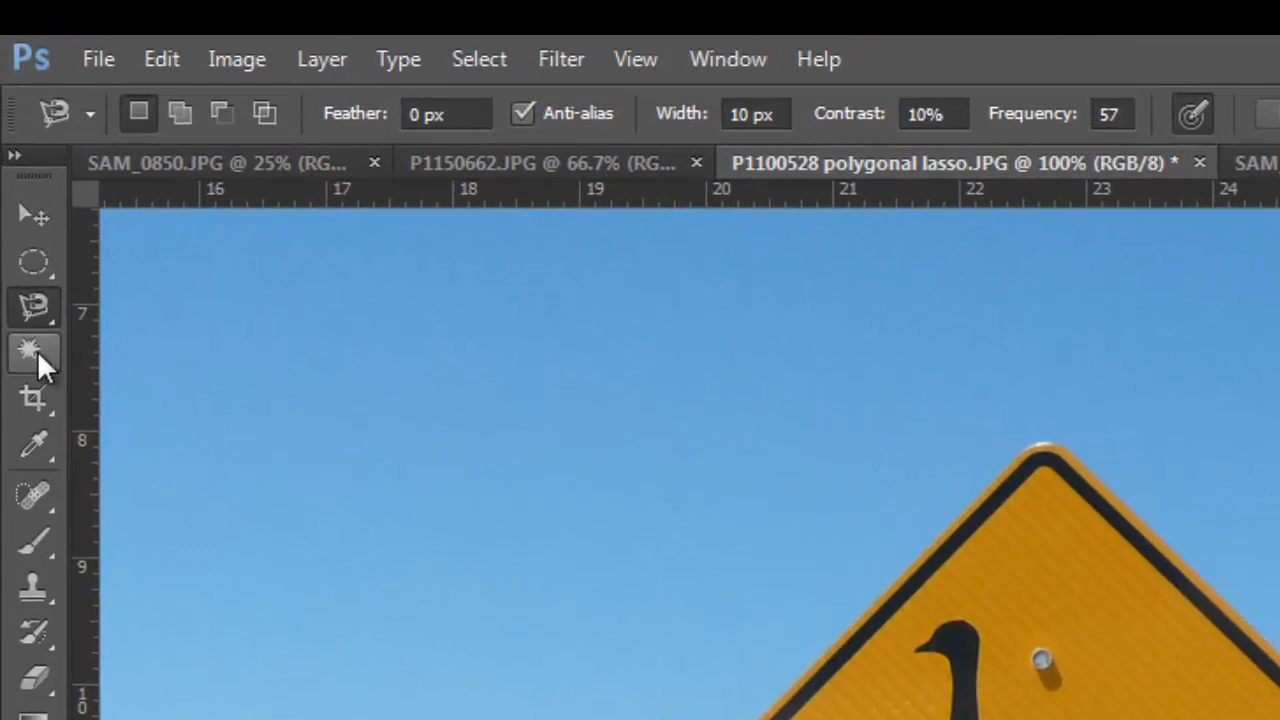 Ps File Edit Image Layer Type Select Filter View Window Help
Feather: 0 px Anti-alias Width: 10 px Contrast: 10% Frequency: 57
SAM_0850.JPG @ 25% (RG... × P1150662.JPG @ 66.7% (RG... × P1100528 polygonal lasso.JPG @ 100% (RGB/8) * × SAM
16 17 18 19 20 21 22 23 24
7
8
9
1
0